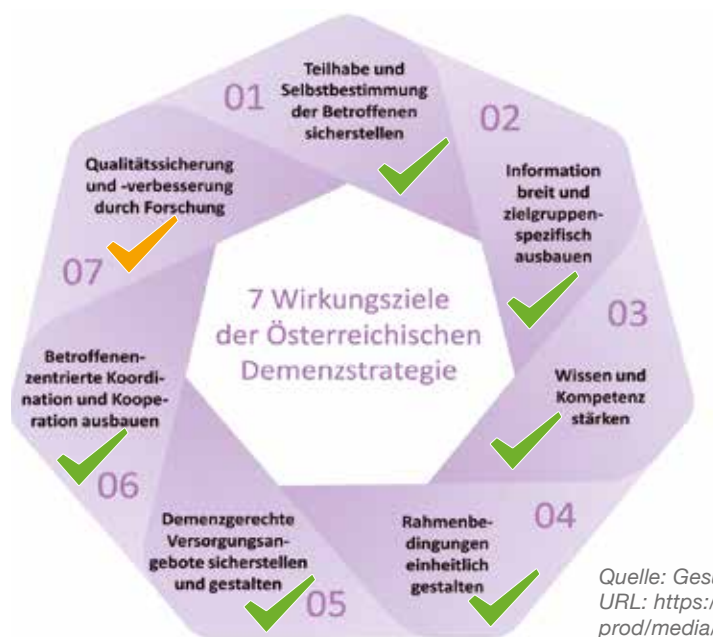 01
Teilhabe und
Selbstbestimmung
der Betroffenen
sicherstellen
02
Information
breit und
zielgruppen-
spezifisch
ausbauen
03
Wissen und
Kompetenz
stärken
04
Rahmenbe-
dingungen
einheitlich
gestalten
05
Demenzgerechte
Versorgungsan-
gebote sicherstellen
und gestalten
06
Betroffenen-
zentrierte Koordi-
nation und Koope-
ration ausbauen
07
Qualitätssicherung
und -verbesserung
durch Forschung
7 Wirkungsziele
der Österreichischen
Demenzstrategie
Quelle:
URL: https:/
prod/media/